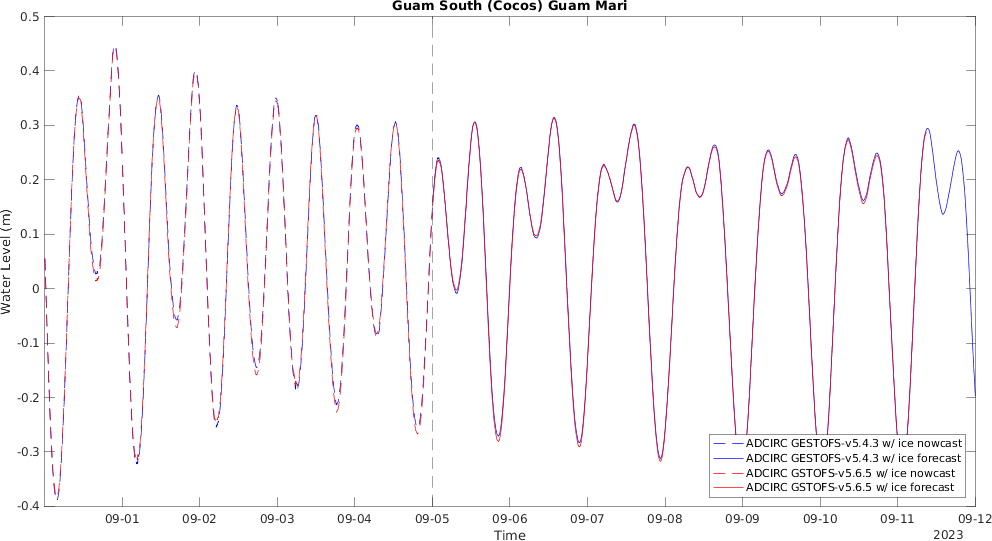 Guam South (Cocos) Guam Mari
0.5
0.4
0.3
0.2
0.1
0
-0.1
-0.2
-0.3
-0.4
Water Level (m)
09-01 09-02 09-03 09-04 09-05 09-06 09-07 09-08 09-09 09-10 09-11 09-12
Time
2023
ADCIRC GESTOFS-v5.4.3 w/ ice nowcast
ADCIRC GESTOFS-v5.4.3 w/ ice forecast
ADCIRC GSTOFS-v5.6.5 w/ ice nowcast
ADCIRC GSTOFS-v5.6.5 w/ ice forecast